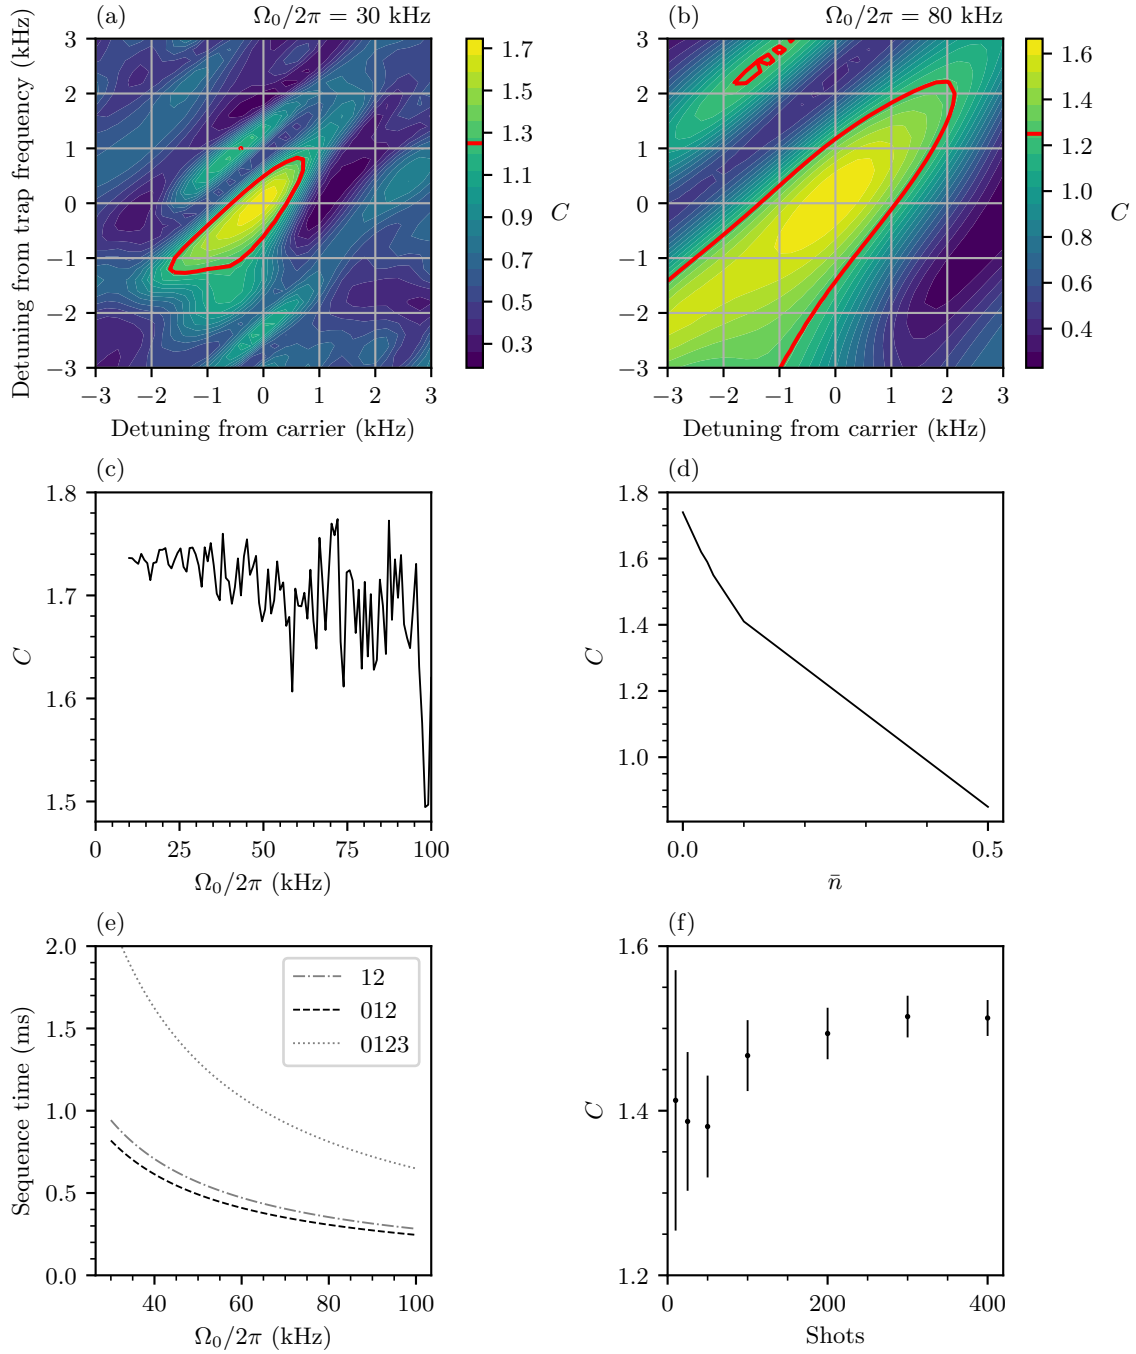 (a) Ω₀/2π = 30 kHz
Detuning from trap frequency (kHz)
3
2
1
0
−1
−2
−3
−3 −2 −1 0 1 2 3
Detuning from carrier (kHz)
1.7
1.5
1.3
1.1
0.9
0.7
0.5
0.3
C
(b) Ω₀/2π = 80 kHz
3
2
1
0
−1
−2
−3
−3 −2 −1 0 1 2 3
Detuning from carrier (kHz)
1.6
1.4
1.2
1.0
0.8
0.6
0.4
C
(c)
C
1.8
1.7
1.6
1.5
0 25 50 75 100
Ω₀/2π (kHz)
(d)
C
1.8
1.6
1.4
1.2
1.0
0.0 0.5
n̄
(e)
Sequence time (ms)
2.0
1.5
1.0
0.5
0.0
12
012
0123
40 60 80 100
Ω₀/2π (kHz)
(f)
C
1.6
1.4
1.2
0 200 400
Shots